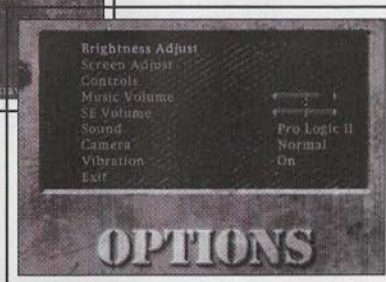 Brightness Adjust
Screen Adjust
Controls
Music Volume
SE Volume
Sound Pro Logic II
Camera Normal
Vibration On
Exit
OPTIONS